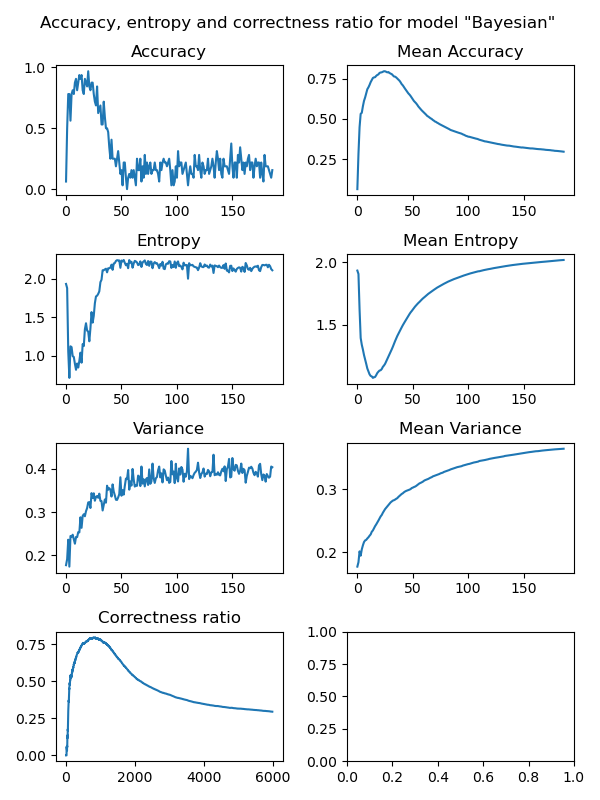 Accuracy, entropy and correctness ratio for model "Bayesian"
Accuracy
1.0
0.5
0.0
0 50 100 150
Mean Accuracy
0.75
0.50
0.25
0 50 100 150
Entropy
2.0
1.5
1.0
0 50 100 150
Mean Entropy
2.0
1.5
0 50 100 150
Variance
0.4
0.3
0.2
0 50 100 150
Mean Variance
0.3
0.2
0 50 100 150
Correctness ratio
0.75
0.50
0.25
0.00
0 2000 4000 6000
1.00
0.75
0.50
0.25
0.00
0.0 0.2 0.4 0.6 0.8 1.0